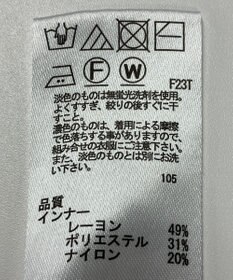 F
W
F23T
淡色のものは無蛍光洗剤を使用。
よくすすぎ、絞りの後すぐに干
すこと。
濃色のものは、着用による摩擦
で色落ちする事がありますので、
組み合せの衣服にご注意下さい。
また、淡色のものとは別にお洗
い下さい。
105
品質
インナー
レーヨン 49%
ポリエステル 31%
ナイロン 20%